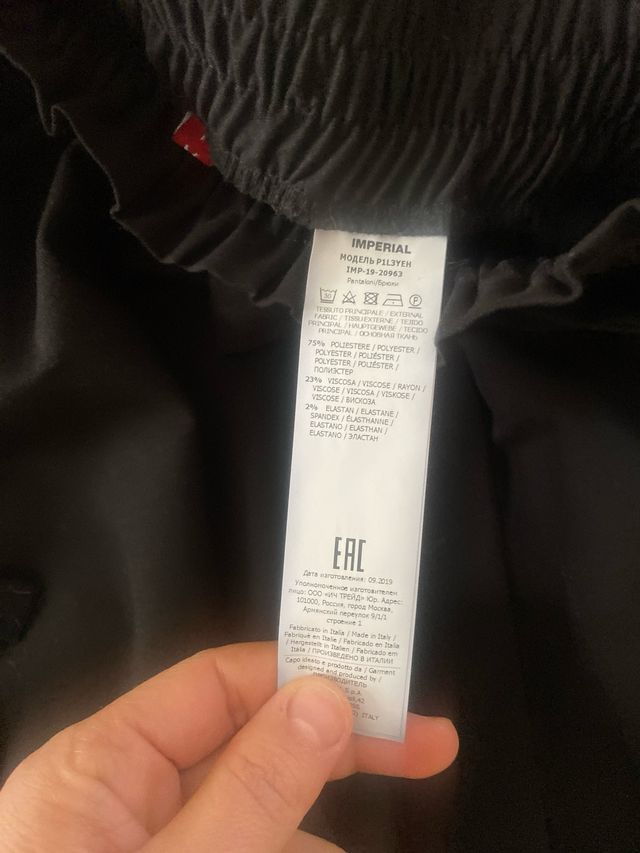 IMPERIAL
МОДЕЛЬ P1L3YEH
IMP-19-20963
Pantaloni/Брюки
30
TESSUTO PRINCIPALE / EXTERNAL
FABRIC / TISSU EXTERNE / TEJIDO
PRINCIPAL / HAUPTGEWEBE / TECIDO
PRINCIPAL / ОСНОВНАЯ ТКАНЬ
75% POLIESTERE / POLYESTER /
POLYESTER / POLIÉSTER /
POLYESTER / POLIÉSTER /
ПОЛИЭСТЕР
23% VISCOSA / VISCOSE / RAYON /
VISCOSE / VISCOSA / VISKOSE /
VISCOSE / ВИСКОЗА
2% ELASTAN / ELASTANE /
SPANDEX / ÉLASTHANNE /
ELASTANO / ELASTHAN /
ELASTANO / ЭЛАСТАН
EAC
Дата изготовления: 09.2019
Уполномоченное изготовителем
лицо: ООО «ИЧ ТРЕЙД» Юр. Адрес:
101000, Россия, город Москва,
Армянский переулок 9/1/1
строение 1
Fabbricato in Italia / Made in Italy /
Fabriqué en Italie / Fabricado en Italia
/ Hergestellt in Italien / Fabricado em
Itália / ПРОИЗВЕДЕНО В ИТАЛИИ
Capo ideato e prodotto da / Garment
designed and produced by /
S.p.A.
42
ITALY